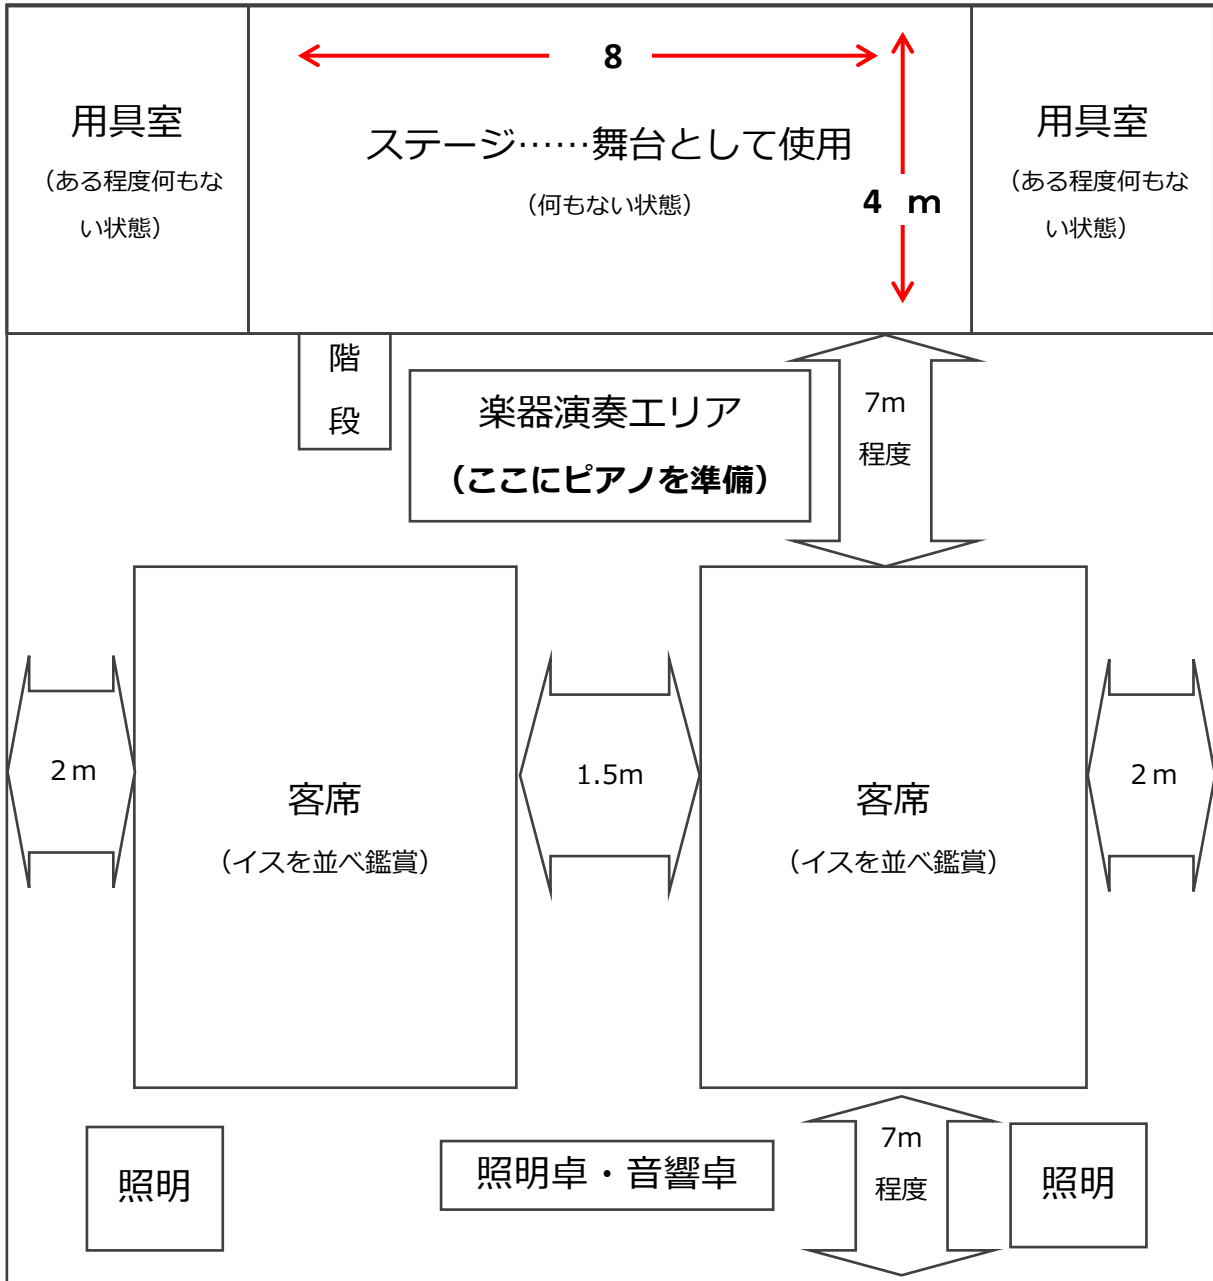 8
用具室
（ある程度何もな
い状態）
ステージ……舞台として使用
（何もない状態）
4 m
用具室
（ある程度何もな
い状態）
階
段
楽器演奏エリア
（ここにピアノを準備）
7m
程度
2m
客席
（イスを並べ鑑賞）
1.5m
客席
（イスを並べ鑑賞）
2m
照明
照明卓・音響卓
7m
程度
照明